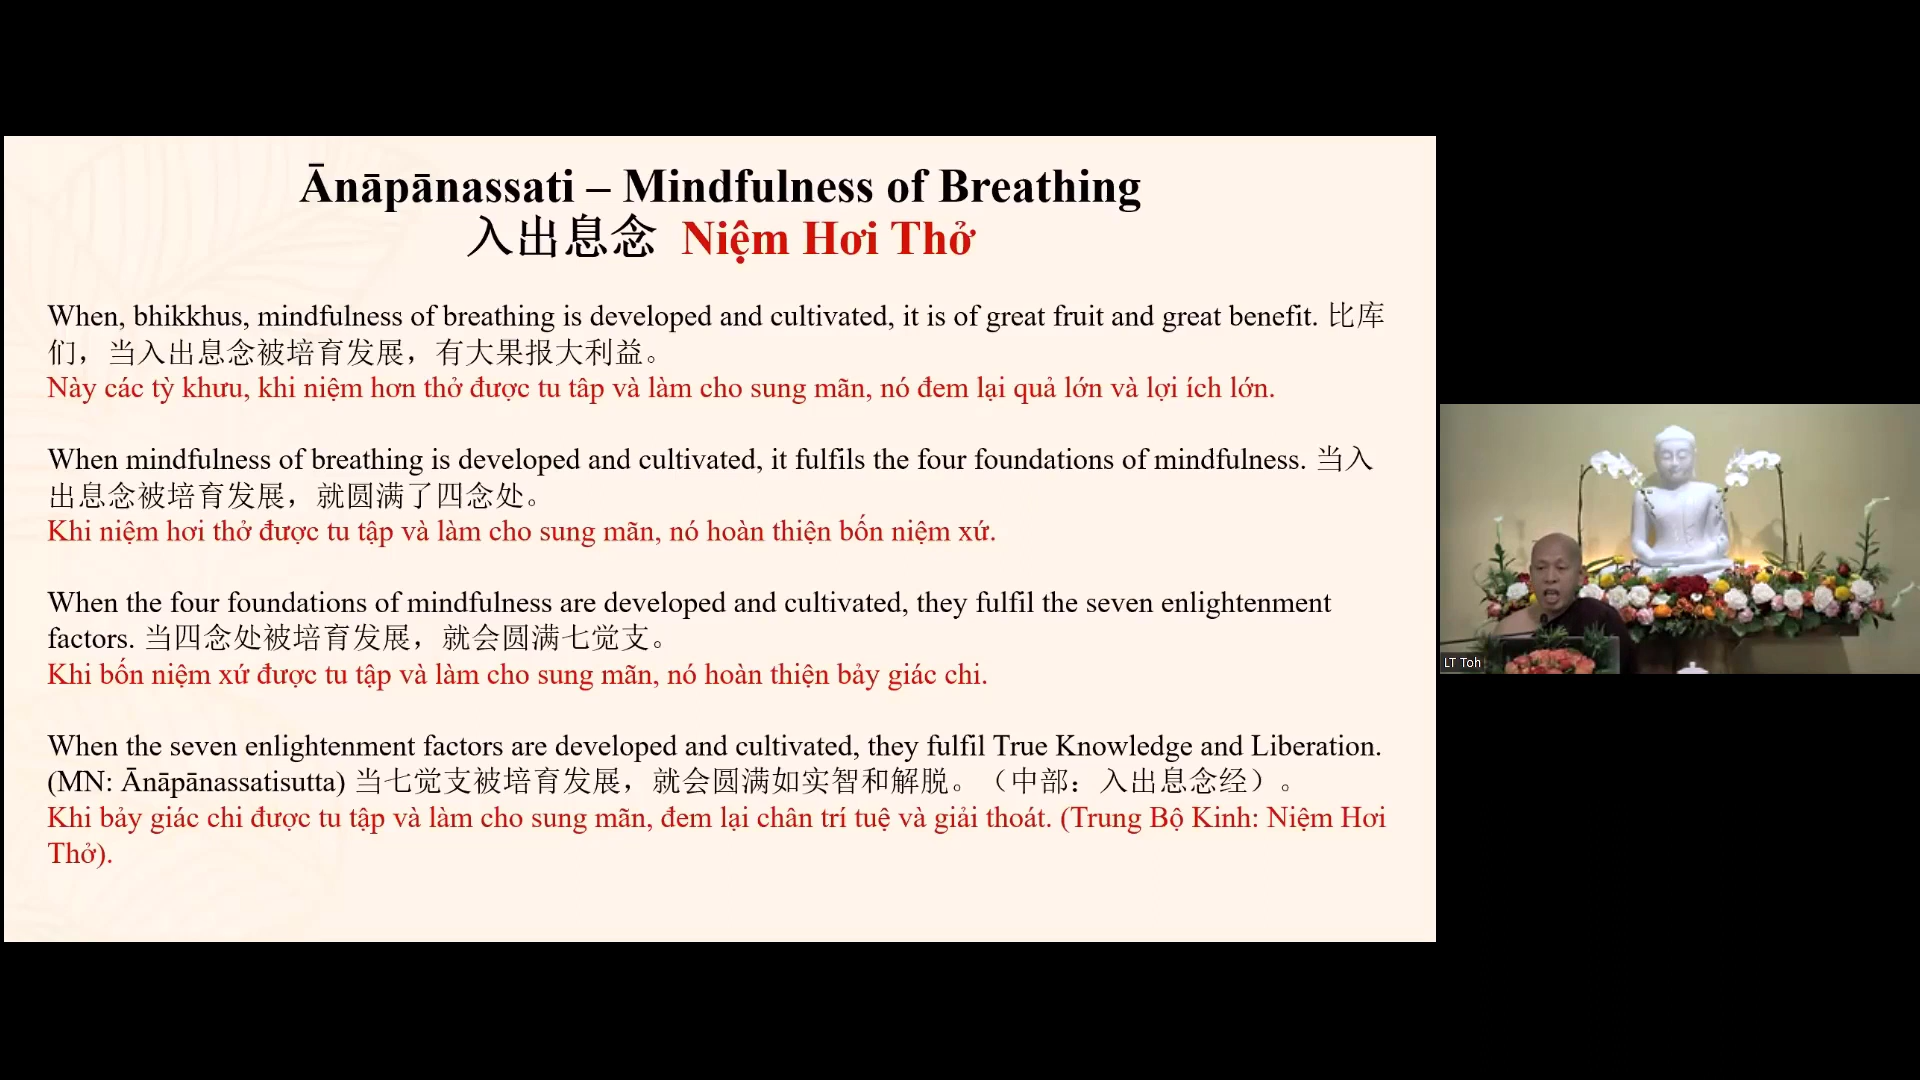 Ānāpānassati – Mindfulness of Breathing
入出息念 Niệm Hơi Thở
When, bhikkhus, mindfulness of breathing is developed and cultivated, it is of great fruit and great benefit. 比库
们，当入出息念被培育发展，有大果报大利益。
Này các tỳ khưu, khi niệm hơn thở được tu tâp và làm cho sung mãn, nó đem lại quả lớn và lợi ích lớn.
When mindfulness of breathing is developed and cultivated, it fulfils the four foundations of mindfulness. 当入
出息念被培育发展，就圆满了四念处。
Khi niệm hơi thở được tu tập và làm cho sung mãn, nó hoàn thiện bốn niệm xứ.
When the four foundations of mindfulness are developed and cultivated, they fulfil the seven enlightenment
factors. 当四念处被培育发展，就会圆满七觉支。
Khi bốn niệm xứ được tu tập và làm cho sung mãn, nó hoàn thiện bảy giác chi.
When the seven enlightenment factors are developed and cultivated, they fulfil True Knowledge and Liberation.
(MN: Ānāpānassatisutta) 当七觉支被培育发展，就会圆满如实智和解脱。（中部：入出息念经）。
Khi bảy giác chi được tu tập và làm cho sung mãn, đem lại chân trí tuệ và giải thoát. (Trung Bộ Kinh: Niệm Hơi
Thở).
LT Toh